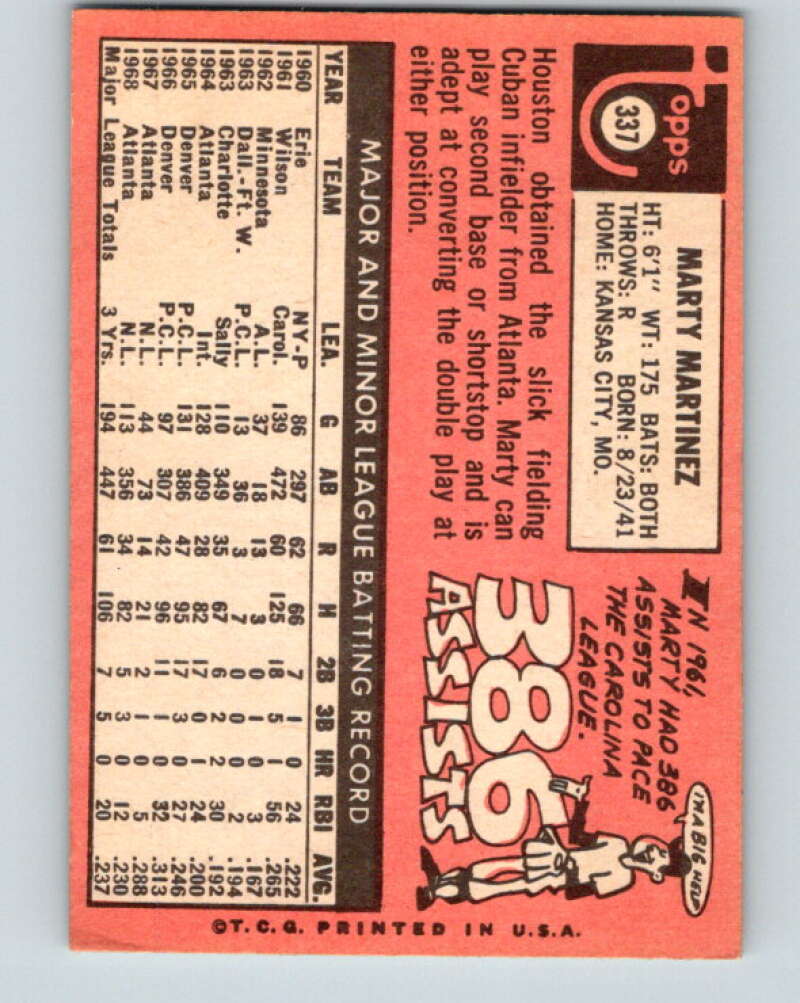 Topps
337
MARTY MARTINEZ
HT: 6'1" WT: 175 BATS: BOTH
THROWS: R BORN: 8/23/41
HOME: KANSAS CITY, MO.
Houston obtained the slick fielding
Cuban infielder from Atlanta. Marty can
play second base or shortstop and is
adept at converting the double play at
either position.
IN 1961,
MARTY HAD 386
ASSISTS TO PACE
THE CAROLINA
LEAGUE.
386
ASSISTS
I'M A BIG HELP
MAJOR AND MINOR LEAGUE BATTING RECORD
YEAR TEAM LEA. G AB R H 2B 3B HR RBI AVG.
1960 Erie NY-P 86 297 62 66 7 1 0 24 .222
1961 Wilson Carol. 139 472 60 125 18 5 1 56 .265
1962 Minnesota A.L. 37 18 13 3 0 1 0 3 .167
1963 Dall.-Ft. W. P.C.L. 13 36 3 7 0 0 0 2 .194
1963 Charlotte Sally 110 349 35 67 6 2 2 30 .192
1964 Atlanta Int. 128 409 28 82 17 0 1 24 .200
1965 Denver P.C.L. 131 386 47 95 17 3 0 27 .246
1966 Denver P.C.L. 97 307 42 96 11 1 0 32 .313
1967 Atlanta N.L. 44 73 14 21 2 1 0 5 .288
1968 Atlanta N.L. 113 356 34 82 5 3 0 12 .230
Major League Totals 3 Yrs. 194 447 61 106 7 5 0 20 .237
©T.C.G. PRINTED IN U.S.A.